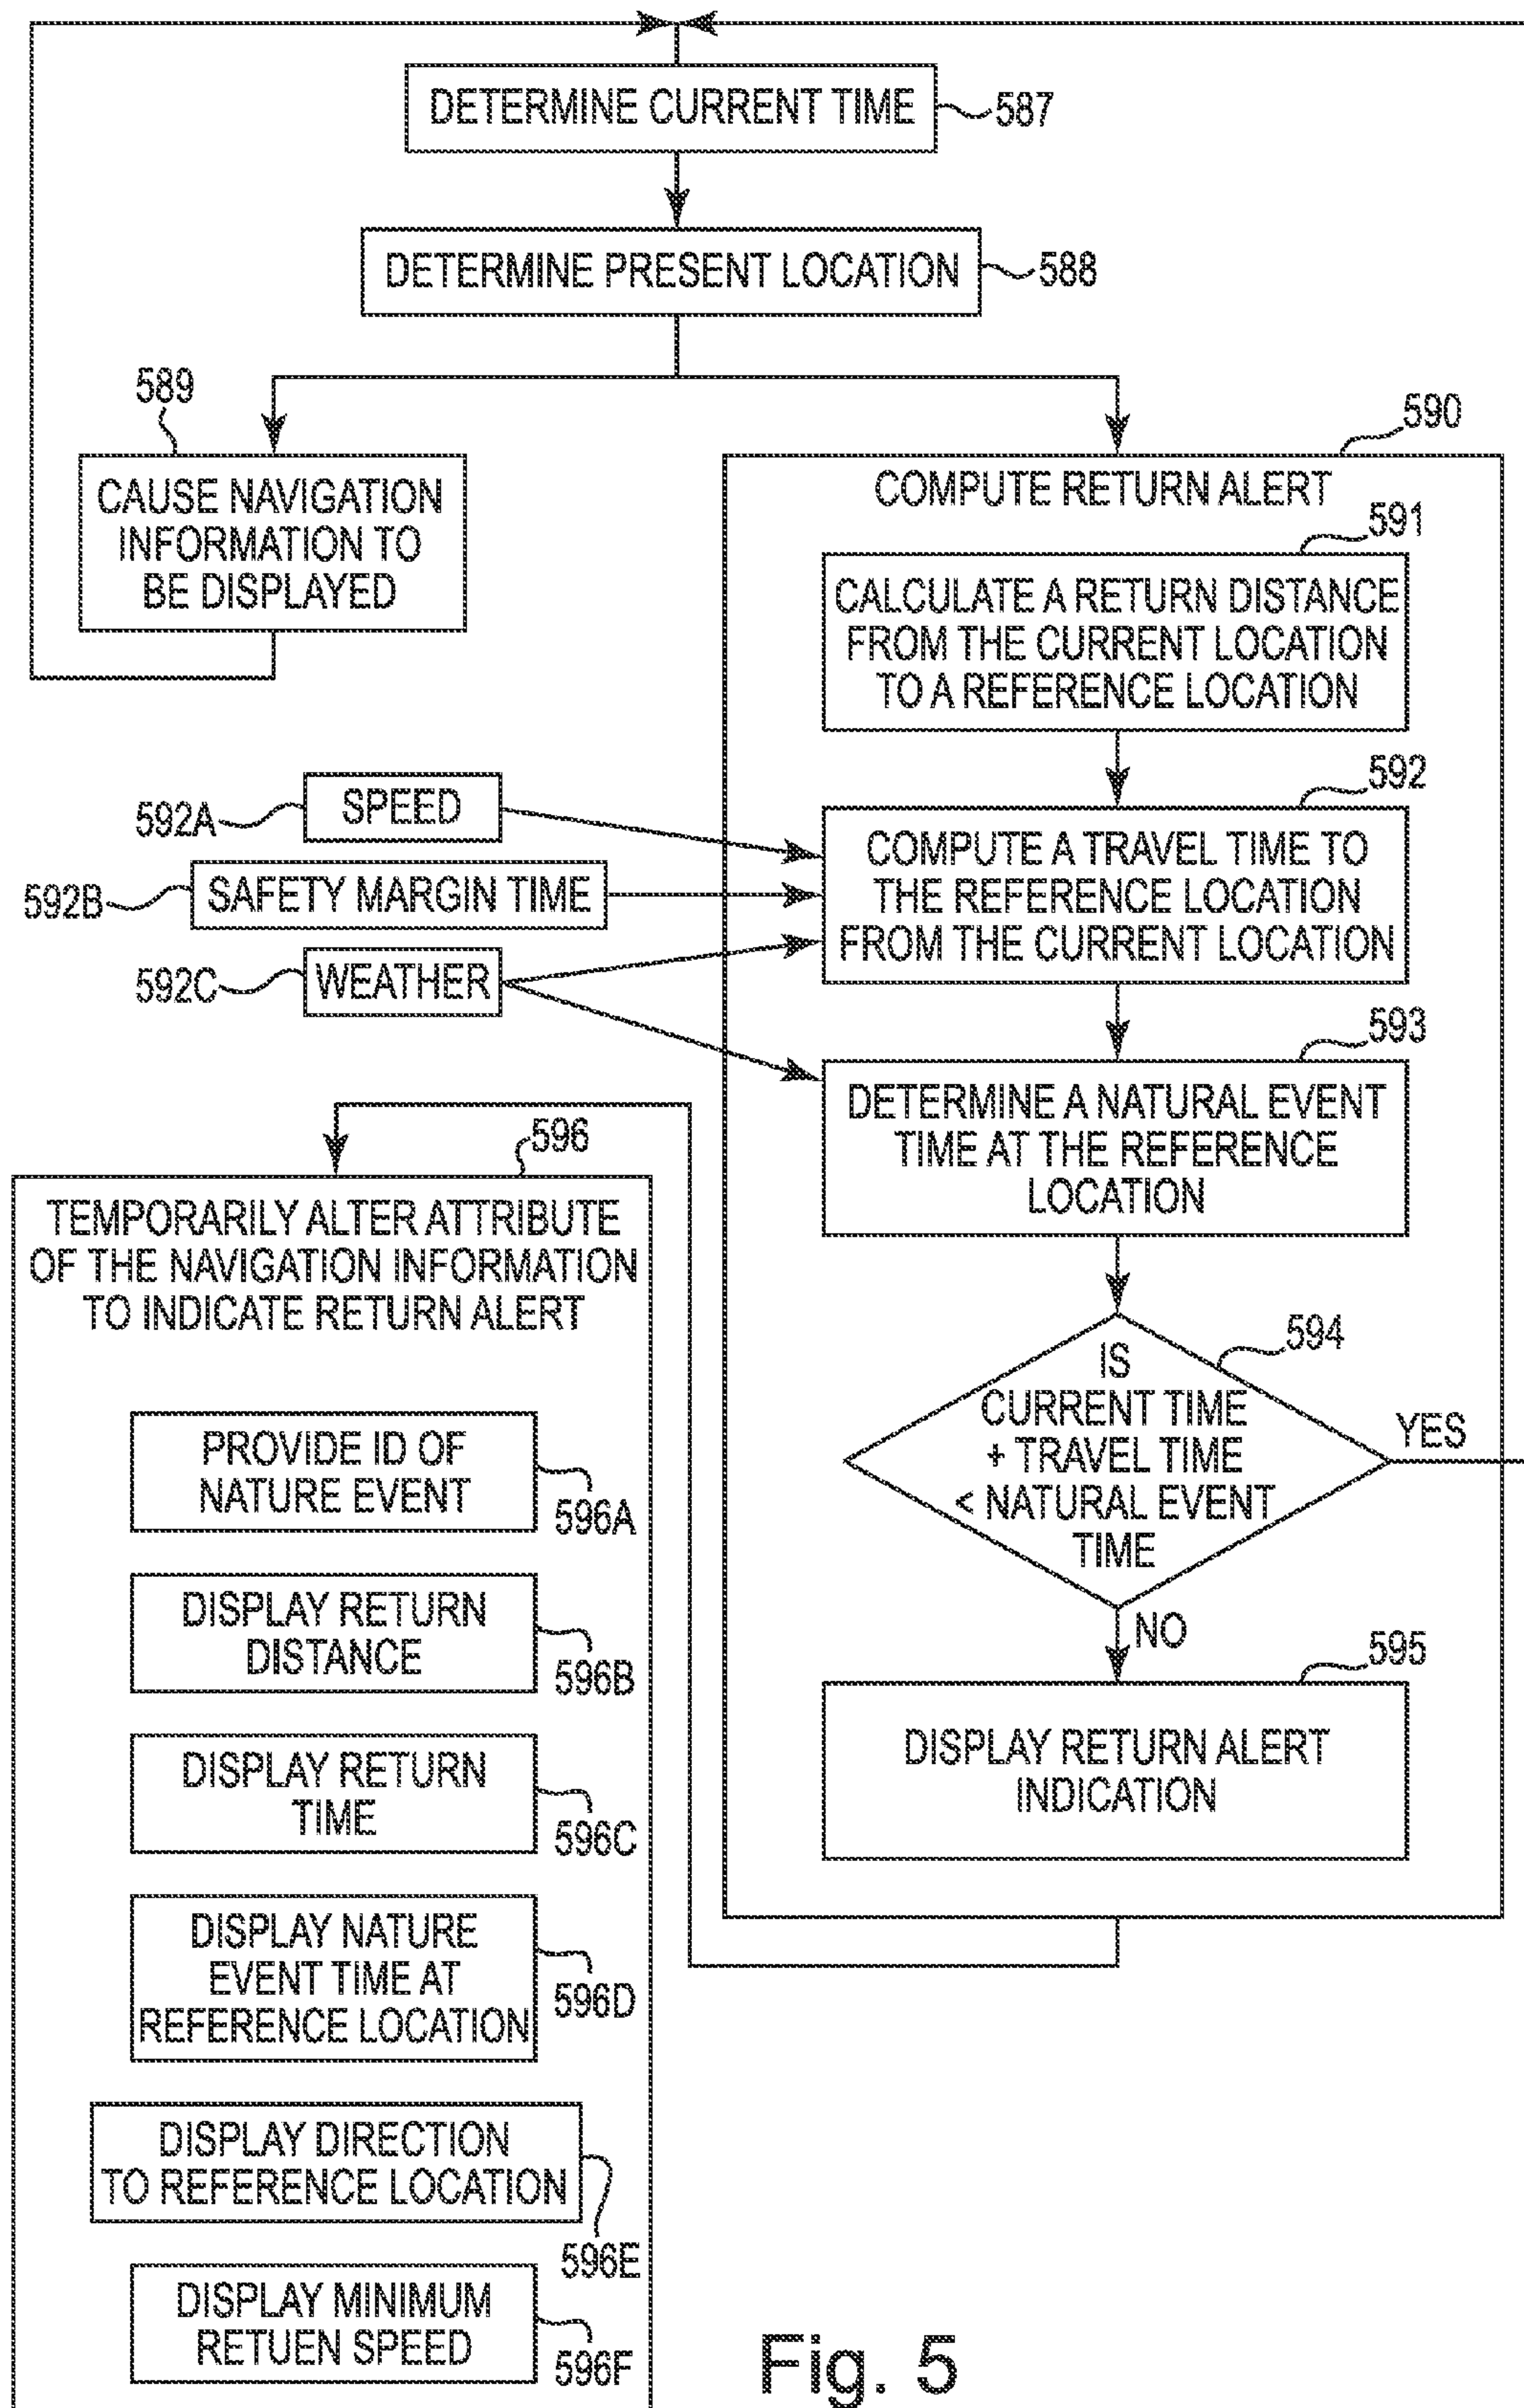 DETERMINE CURRENT TIME
587
DETERMINE PRESENT LOCATION
588
589
CAUSE NAVIGATION
INFORMATION TO
BE DISPLAYED
590
COMPUTE RETURN ALERT
591
CALCULATE A RETURN DISTANCE
FROM THE CURRENT LOCATION
TO A REFERENCE LOCATION
592A
SPEED
592B
SAFETY MARGIN TIME
592C
WEATHER
592
COMPUTE A TRAVEL TIME TO
THE REFERENCE LOCATION
FROM THE CURRENT LOCATION
593
DETERMINE A NATURAL EVENT
TIME AT THE REFERENCE
LOCATION
594
IS
CURRENT TIME
+ TRAVEL TIME
< NATURAL EVENT
TIME
YES
NO
595
DISPLAY RETURN ALERT
INDICATION
596
TEMPORARILY ALTER ATTRIBUTE
OF THE NAVIGATION INFORMATION
TO INDICATE RETURN ALERT
PROVIDE ID OF
NATURE EVENT
596A
DISPLAY RETURN
DISTANCE
596B
DISPLAY RETURN
TIME
596C
DISPLAY NATURE
EVENT TIME AT
REFERENCE LOCATION
596D
DISPLAY DIRECTION
TO REFERENCE LOCATION
596E
DISPLAY MINIMUM
RETUEN SPEED
596F
Fig. 5